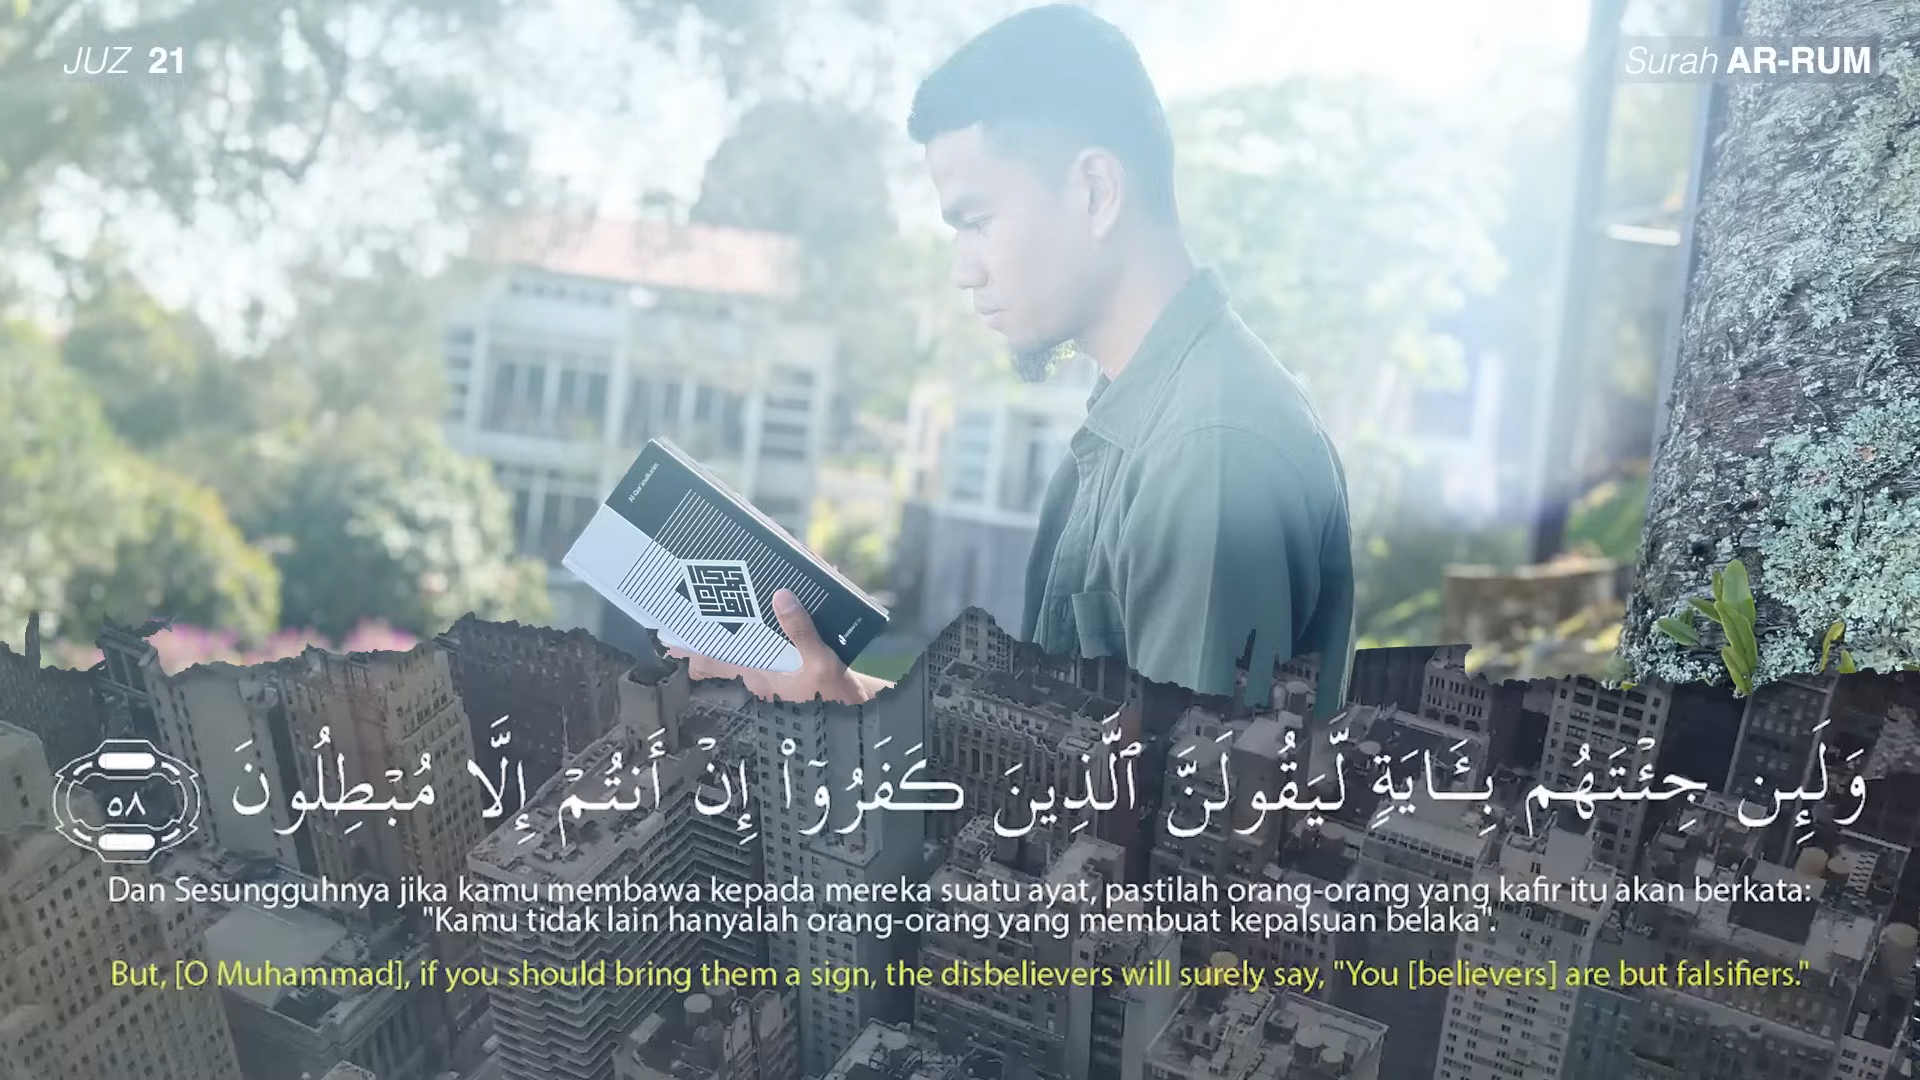 JUZ 21
Surah AR-RUM
Al-Qur'anulkarim
وَلَئِن جِئْتَهُم بِـَٔايَةٍ لَّيَقُولَنَّ ٱلَّذِينَ كَفَرُوٓا۟ إِنْ أَنتُمْ إِلَّا مُبْطِلُونَ ٥٨
Dan Sesungguhnya jika kamu membawa kepada mereka suatu ayat, pastilah orang-orang yang kafir itu akan berkata:
"Kamu tidak lain hanyalah orang-orang yang membuat kepalsuan belaka".
But, [O Muhammad], if you should bring them a sign, the disbelievers will surely say, "You [believers] are but falsifiers."